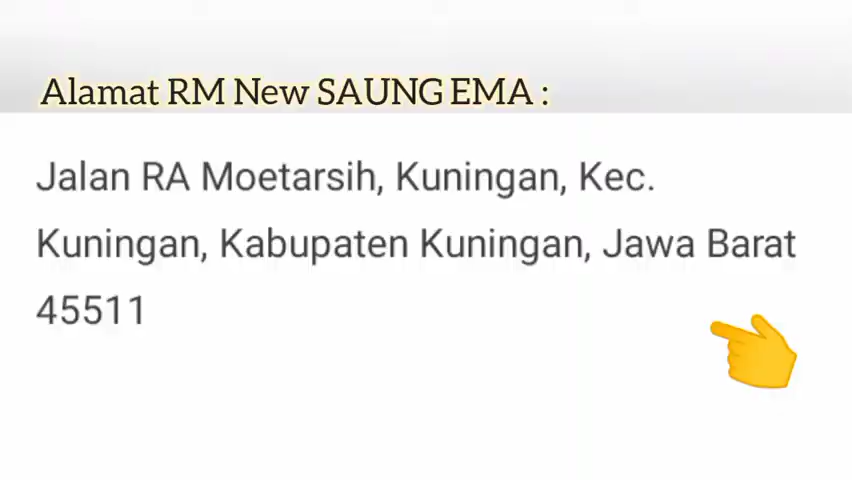 Alamat RM New SAUNG EMA :
Jalan RA Moetarsih, Kuningan, Kec.
Kuningan, Kabupaten Kuningan, Jawa Barat
45511